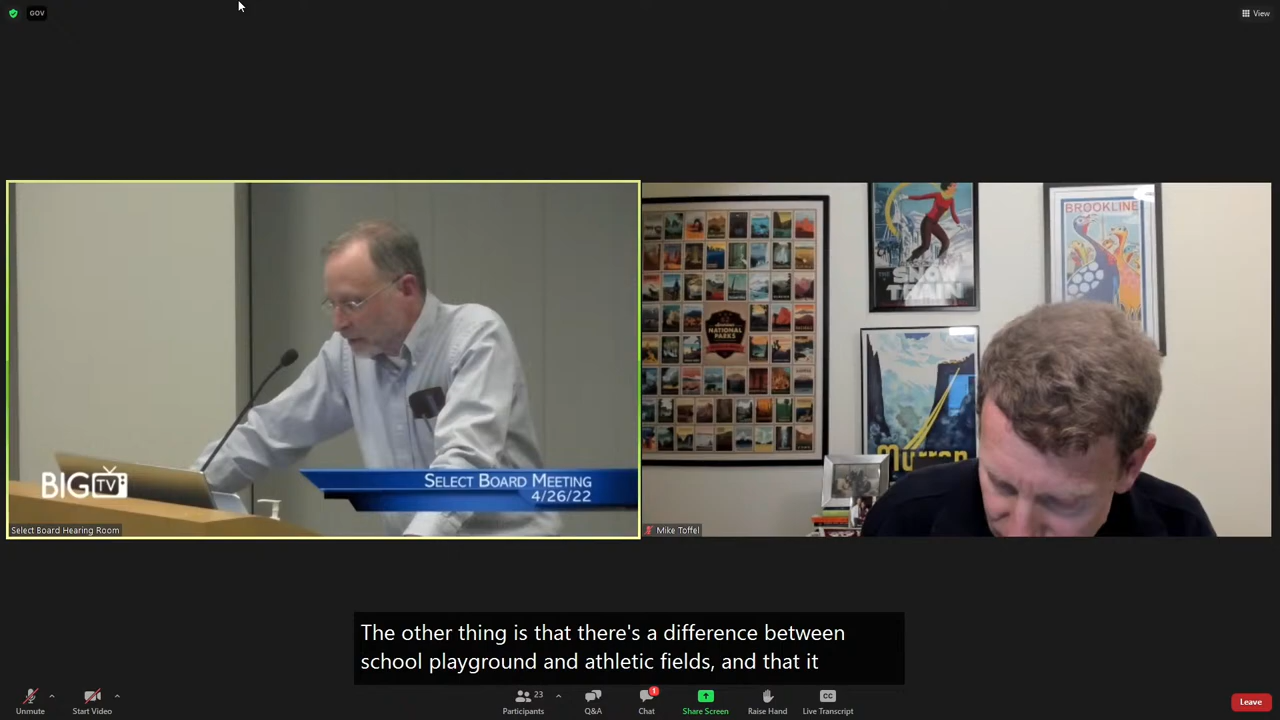 GOV
View
THE
SNOW
TRAIN
BROOKLINE
NATIONAL
PARKS
Mürren
BIG TV
SELECT BOARD MEETING
4/26/22
Select Board Hearing Room
Mike Toffel
The other thing is that there's a difference between
school playground and athletic fields, and that it
Unmute
Start Video
23
Participants
Q&A
1
Chat
Share Screen
Raise Hand
CC
Live Transcript
Leave